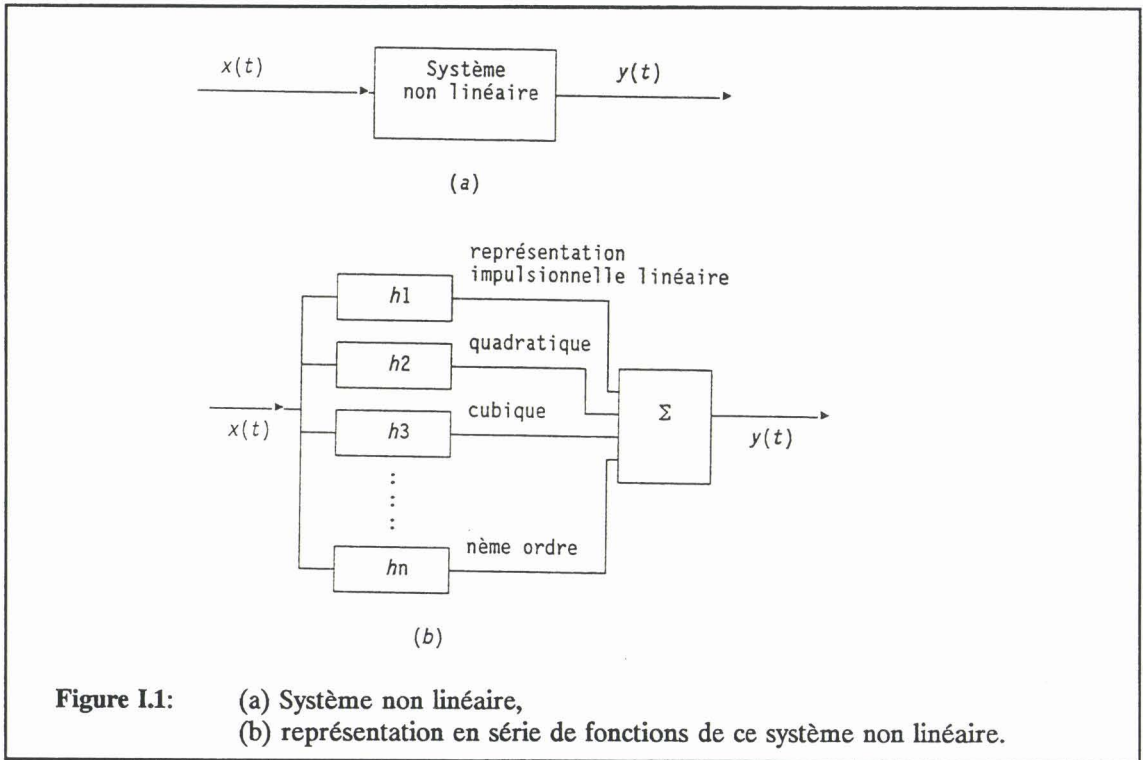 x(t)
Système
non linéaire
y(t)
(a)
représentation
impulsionnelle linéaire
h1
quadratique
h2
cubique
h3
x(t)
Σ
y(t)
nème ordre
hn
(b)
Figure I.1: (a) Système non linéaire,
(b) représentation en série de fonctions de ce système non linéaire.